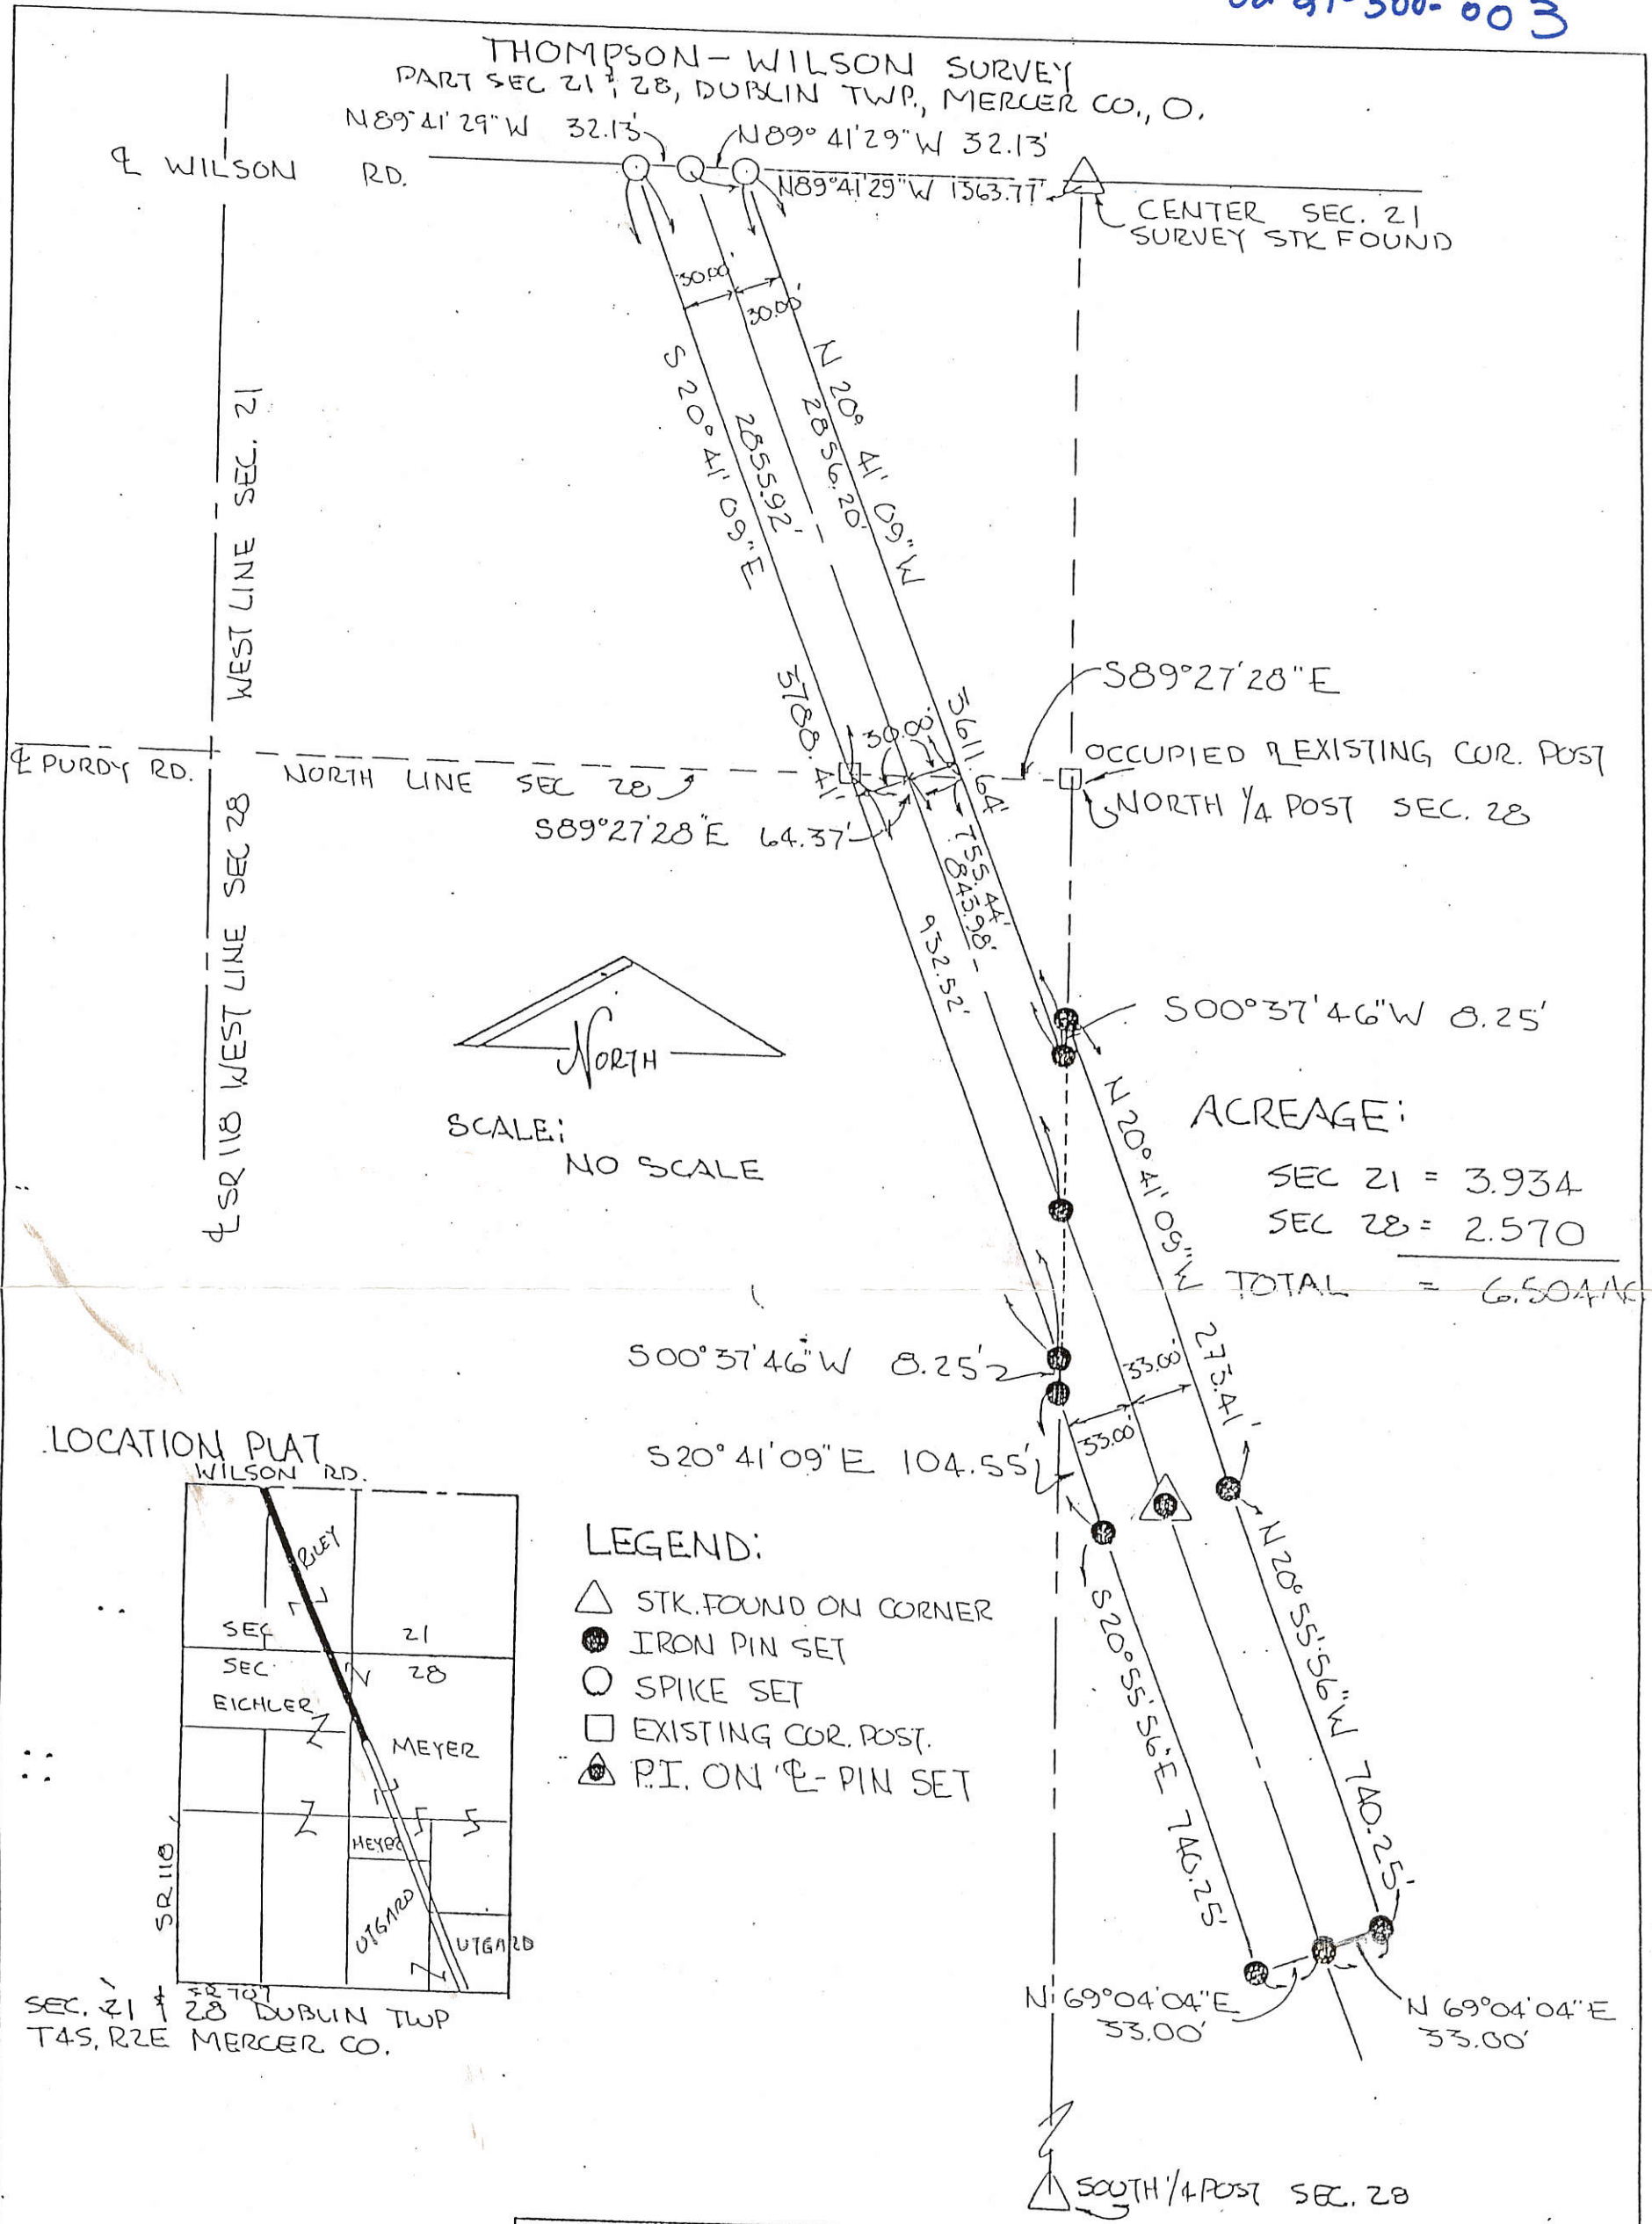 THOMPSON - WILSON SURVEY
PART SEC 21 & 28, DUBLIN TWP., MERCER CO., O.
N89°41'29"W 32.13'
N89°41'29"W 32.13'
℄ WILSON RD.
N89°41'29"W 1363.77'
CENTER SEC. 21
SURVEY STK FOUND
30.00'
30.00'
S 20° 41' 09" E
2855.92'
2856.20'
N 20° 41' 09" W
WEST LINE SEC. 21
3788.41'
3611.64'
30.8'
S89°27'28"E
℄ PURDY RD.
NORTH LINE SEC 28
OCCUPIED & EXISTING COR. POST
NORTH 1/4 POST SEC. 28
S89°27'28"E 64.37'
755.44'
843.98'
932.52'
℄ SR 118 WEST LINE SEC 28
NORTH
SCALE:
NO SCALE
S00°37'46"W 8.25'
N 20° 41' 09" W 273.41'
ACREAGE:
SEC 21 = 3.934
SEC 28 = 2.570
TOTAL = 6.504 AC
S00°37'46"W 8.25'
33.00'
33.00'
S20°41'09"E 104.55'
LOCATION PLAT
WILSON RD.
RILEY
SEC 21
SEC. 28
EICHLER
MEYER
MEYER
UTGARD
UTGARD
SR 118
SR 707
SEC. 21 & 28 DUBLIN TWP
T4S, R2E MERCER CO.
LEGEND:
STK. FOUND ON CORNER
IRON PIN SET
SPIKE SET
EXISTING COR. POST.
P.I. ON ℄ - PIN SET
S20°55'56"E 740.25'
N20°55'56"W 740.25'
N 69°04'04"E
33.00'
N 69°04'04"E
33.00'
SOUTH 1/4 POST SEC. 28